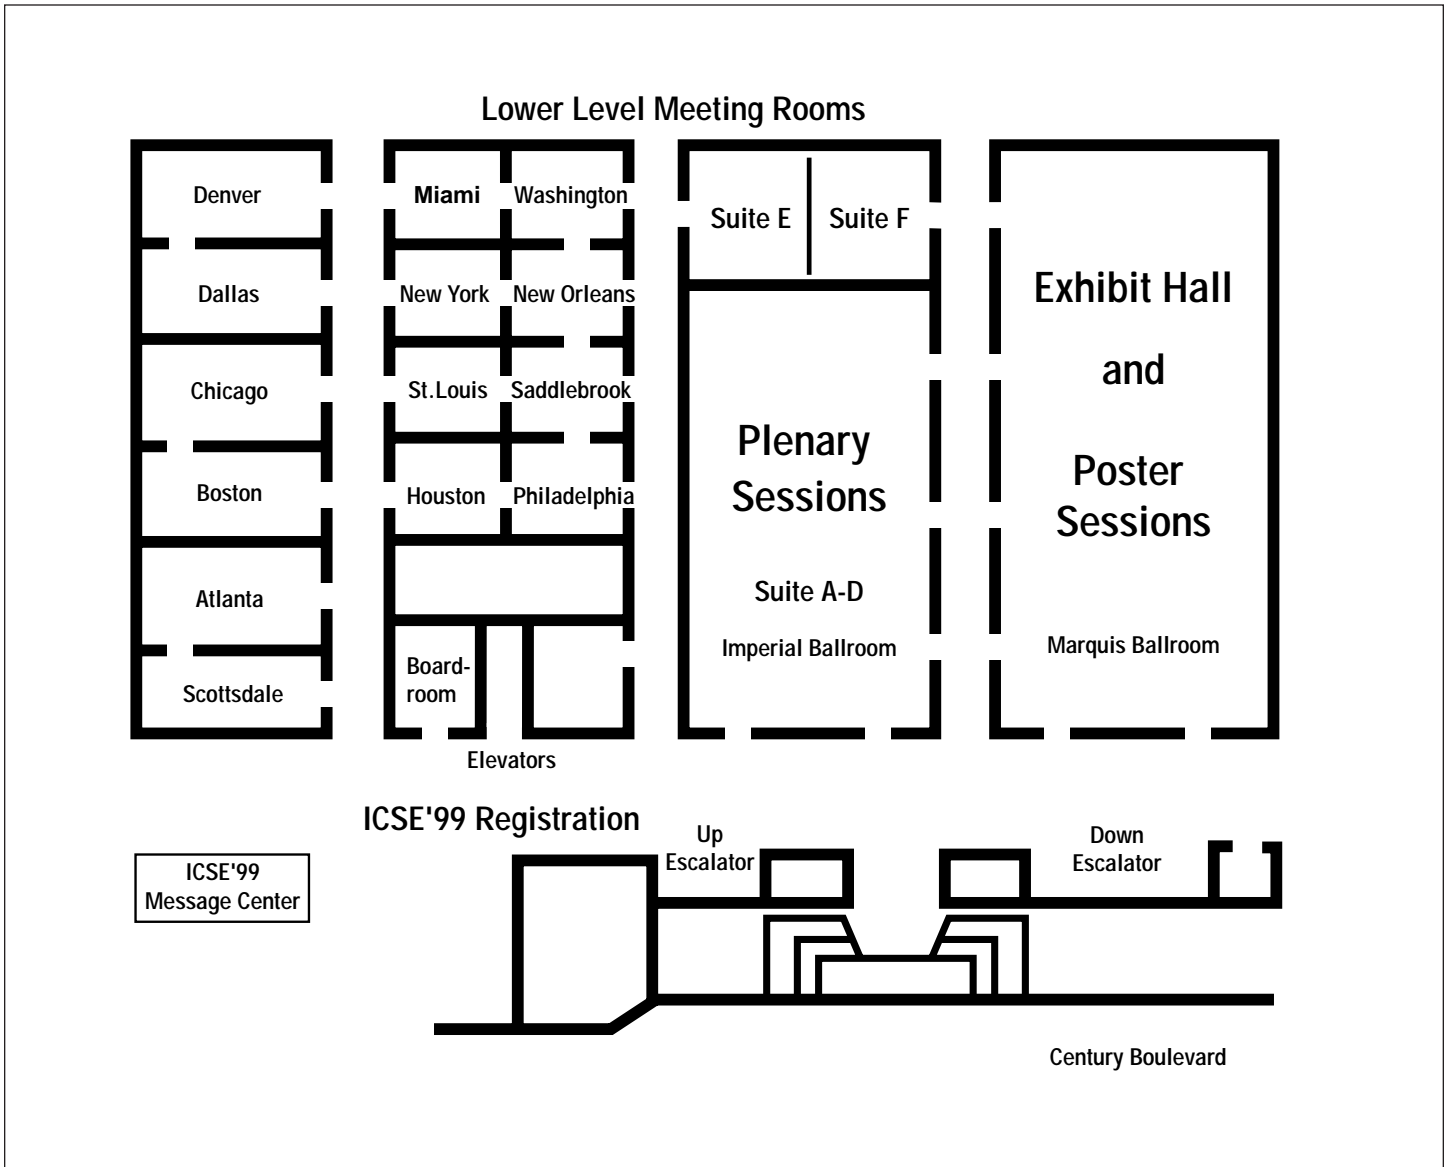 Lower Level Meeting Rooms
Denver
Miami
Washington
Suite E
Suite F
Dallas
New York
New Orleans
Exhibit Hall
and
Poster
Sessions
Chicago
St.Louis
Saddlebrook
Plenary
Sessions
Boston
Houston
Philadelphia
Atlanta
Suite A-D
Imperial Ballroom
Marquis Ballroom
Scottsdale
Board-
room
Elevators
ICSE'99 Registration
Up
Escalator
Down
Escalator
ICSE'99
Message Center
Century Boulevard